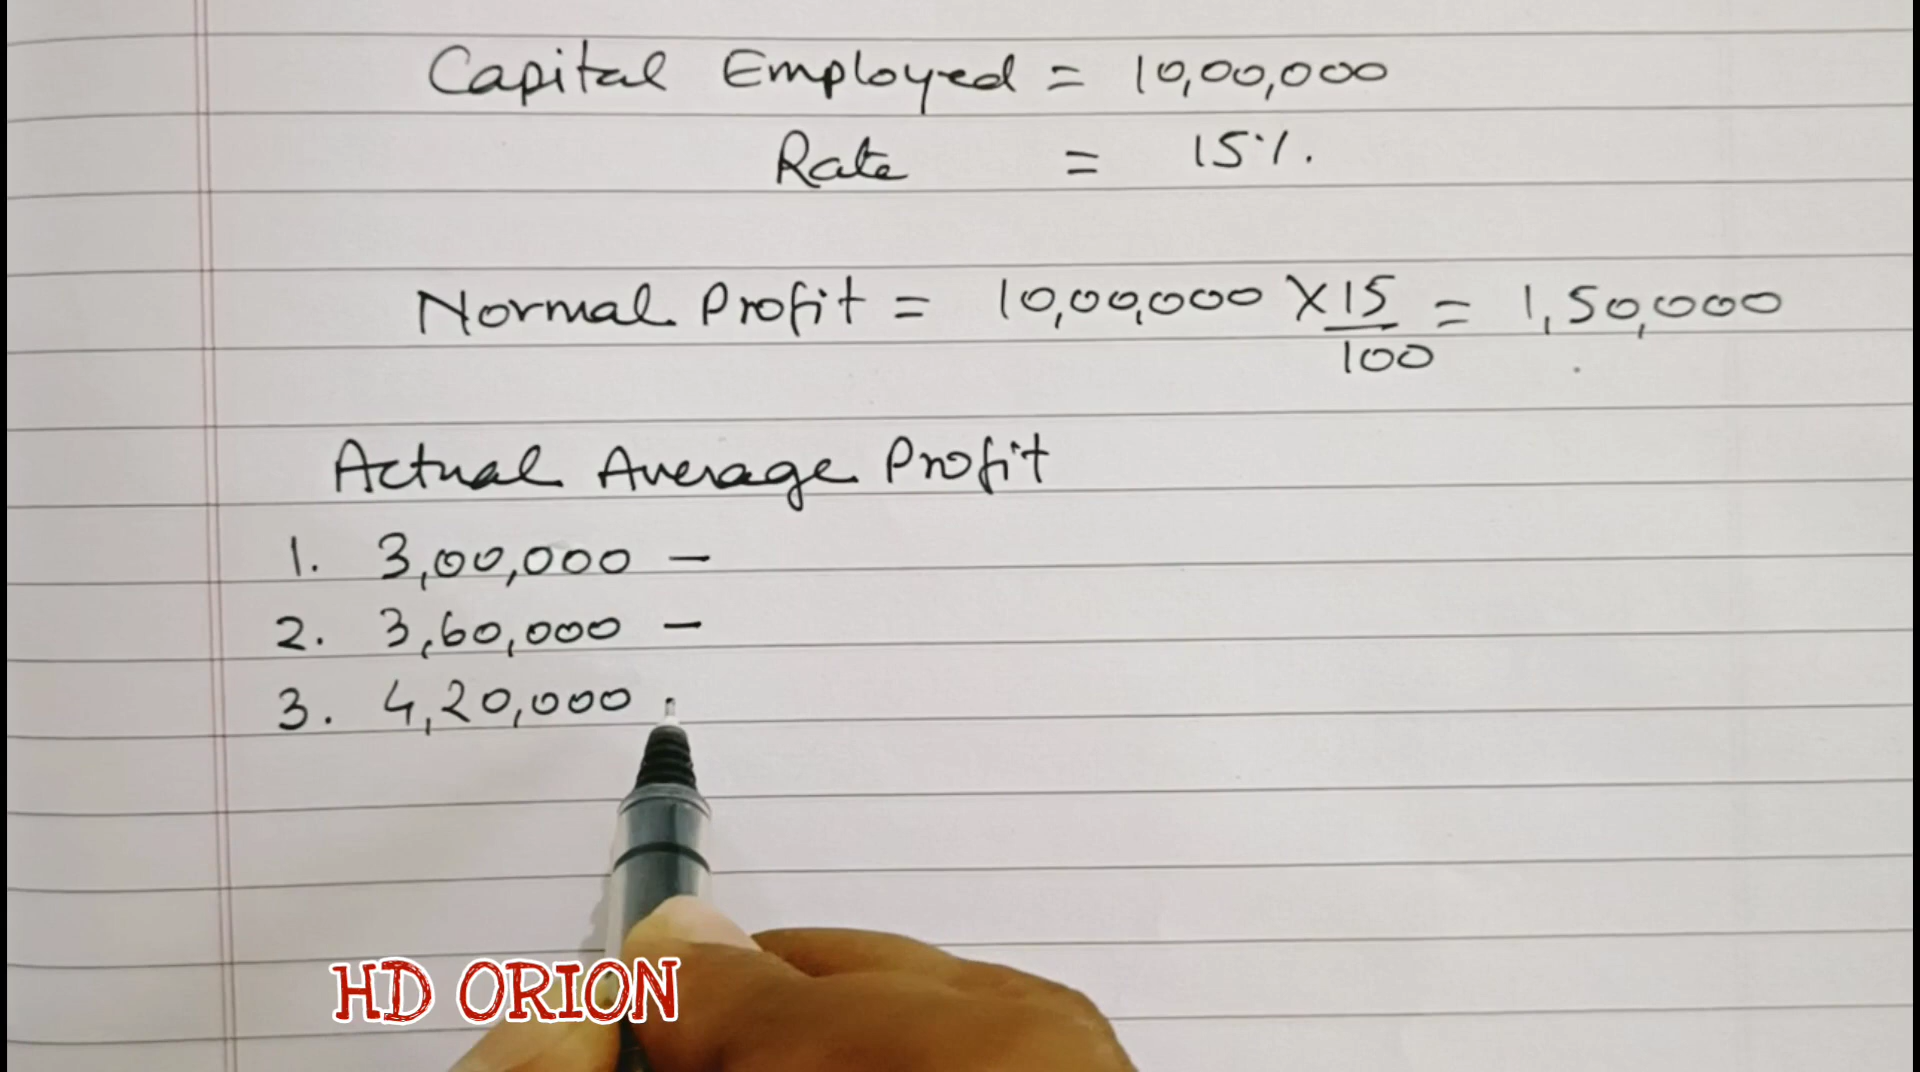 Capital Employed = 10,00,000
Rate = 15%.
Normal Profit = 10,00,000 X 15/100 = 1,50,000
Actual Average Profit
1. 3,00,000 —
2. 3,60,000 —
3. 4,20,000
HD ORION